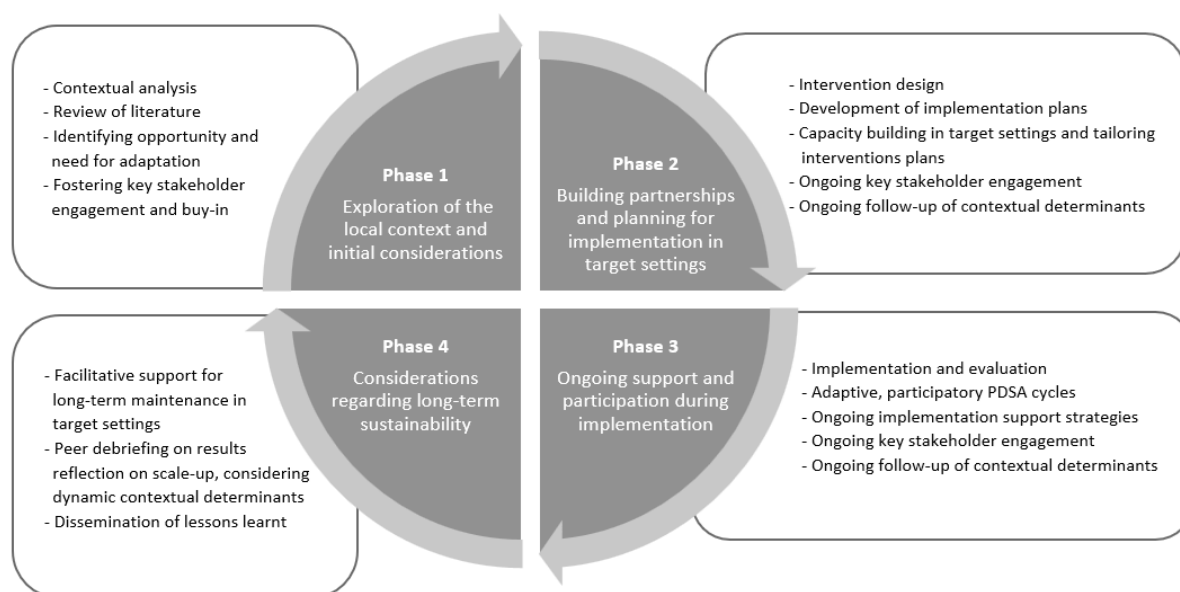 - Contextual analysis
- Review of literature
- Identifying opportunity and
need for adaptation
- Fostering key stakeholder
engagement and buy-in
Phase 1
Exploration of the
local context and
initial considerations
Phase 2
Building partnerships
and planning for
implementation in
target settings
- Intervention design
- Development of implementation plans
- Capacity building in target settings and tailoring
interventions plans
- Ongoing key stakeholder engagement
- Ongoing follow-up of contextual determinants
- Facilitative support for
long-term maintenance in
target settings
- Peer debriefing on results
reflection on scale-up, considering
dynamic contextual determinants
- Dissemination of lessons learnt
Phase 4
Considerations
regarding long-term
sustainability
Phase 3
Ongoing support and
participation during
implementation
- Implementation and evaluation
- Adaptive, participatory PDSA cycles
- Ongoing implementation support strategies
- Ongoing key stakeholder engagement
- Ongoing follow-up of contextual determinants